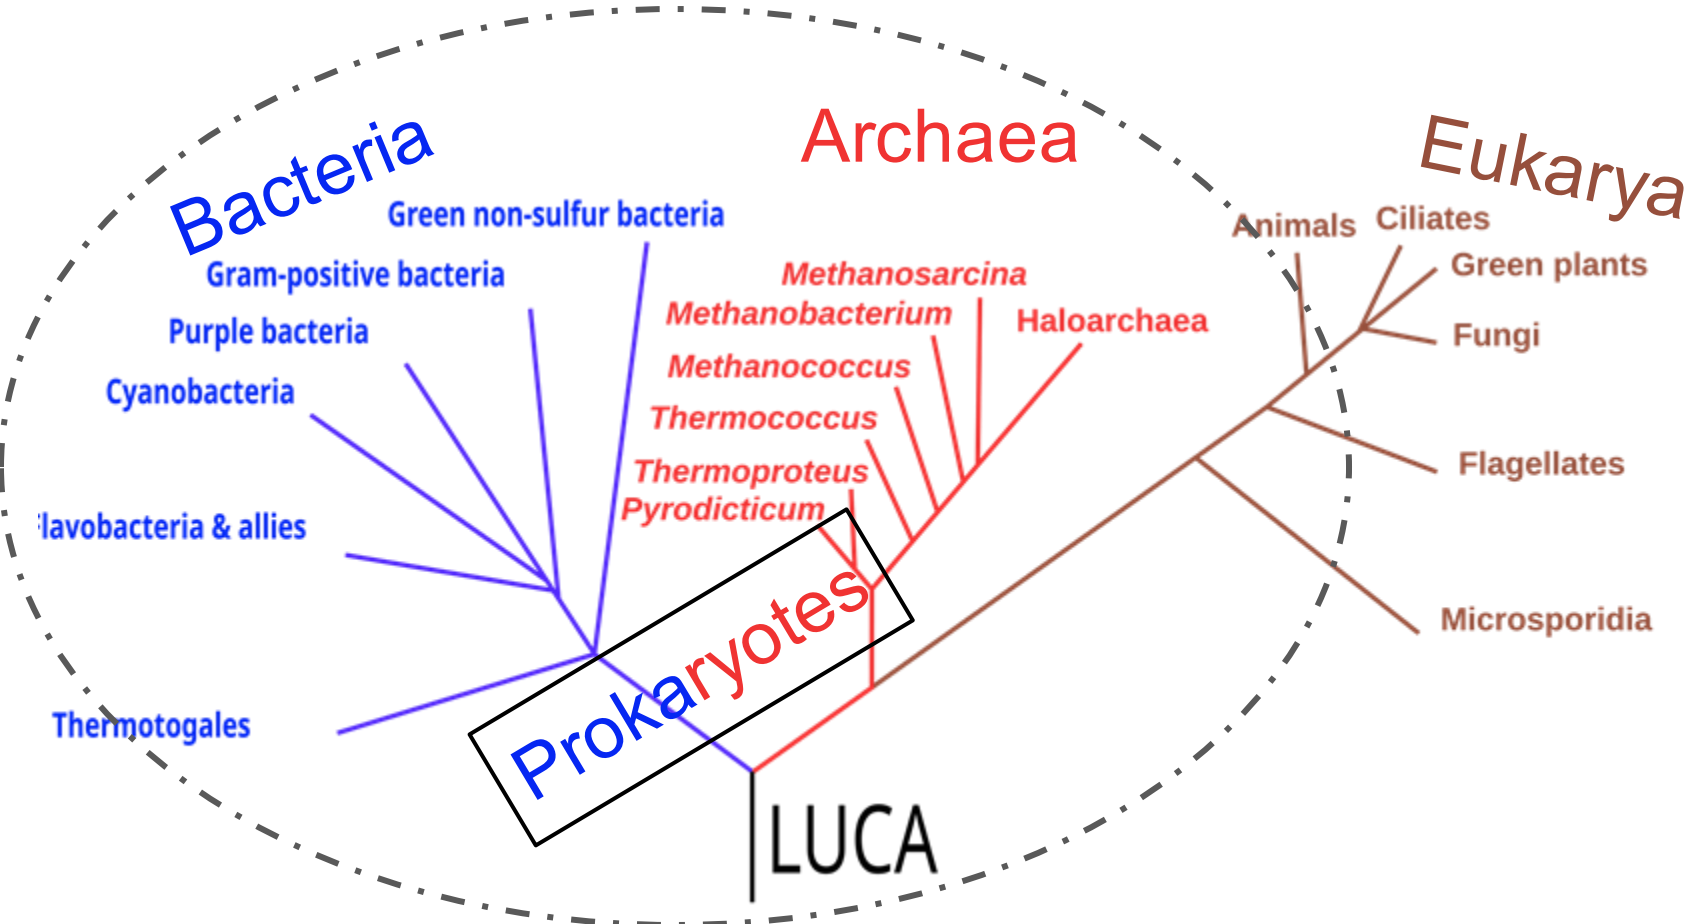 Bacteria
Archaea
Eukarya
Green non-sulfur bacteria
Gram-positive bacteria
Purple bacteria
Cyanobacteria
lavobacteria & allies
Thermotogales
Methanosarcina
Methanobacterium
Haloarchaea
Methanococcus
Thermococcus
Thermoproteus
Pyrodicticum
Animals
Ciliates
Green plants
Fungi
Flagellates
Microsporidia
Prokaryotes
LUCA